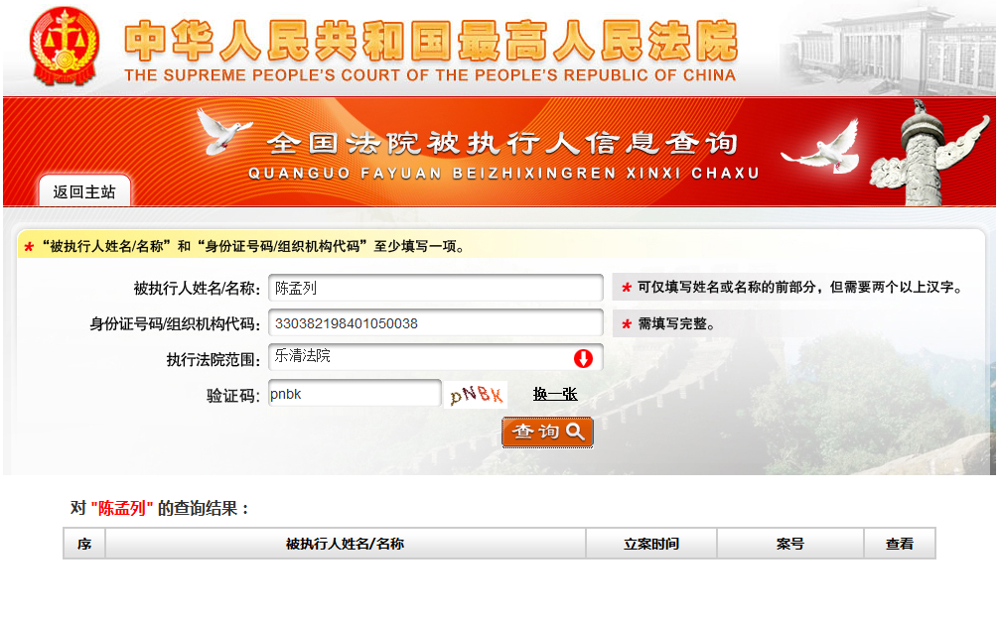 中华人民共和国最高人民法院
THE SUPREME PEOPLE'S COURT OF THE PEOPLE'S REPUBLIC OF CHINA
全国法院被执行人信息查询
QUANGUO FAYUAN BEIZHIXINGREN XINXI CHAXU
返回主站
* “被执行人姓名/名称”和“身份证号码/组织机构代码”至少填写一项。
被执行人姓名/名称: 陈孟列 * 可仅填写姓名或名称的前部分，但需要两个以上汉字。
身份证号码/组织机构代码: 330382198401050038 * 需填写完整。
执行法院范围: 乐清法院
验证码: pnbk pNBK 换一张
查询
对 "陈孟列" 的查询结果：
序 被执行人姓名/名称 立案时间 案号 查看